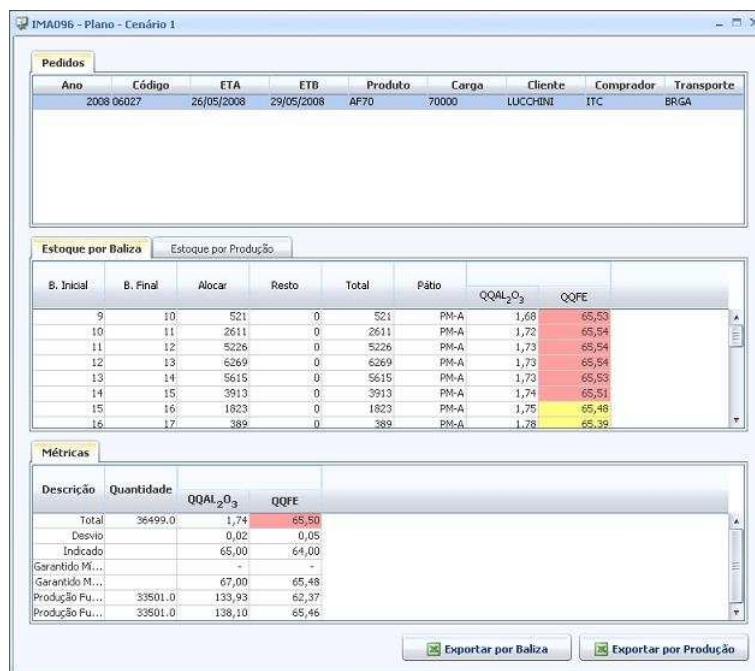 IMA096 - Plano - Cenário 1
Pedidos
Ano Código ETA ETB Produto Carga Cliente Comprador Transporte
2008 06027 26/05/2008 29/05/2008 AF70 70000 LUCCHINI ITC BRGA
Estoque por Baliza Estoque por Produção
B. Inicial B. Final Alocar Resto Total Pátio QQAL₂O₃ QQFE
9 10 521 0 521 PM-A 1,68 65,53
10 11 2611 0 2611 PM-A 1,72 65,54
11 12 5226 0 5226 PM-A 1,73 65,54
12 13 6269 0 6269 PM-A 1,73 65,54
13 14 5615 0 5615 PM-A 1,73 65,53
14 15 3913 0 3913 PM-A 1,74 65,51
15 16 1823 0 1823 PM-A 1,75 65,48
16 17 389 0 389 PM-A 1,78 65,39
Métricas
Descrição Quantidade QQAL₂O₃ QQFE
Total 36499.0 1,74 65,50
Desvio 0,02 0,05
Indicado 65,00 64,00
Garantido Mí... - -
Garantido M... 67,00 65,48
Produção Fu... 33501.0 133,93 62,37
Produção Fu... 33501.0 138,10 65,46
Exportar por Baliza Exportar por Produção